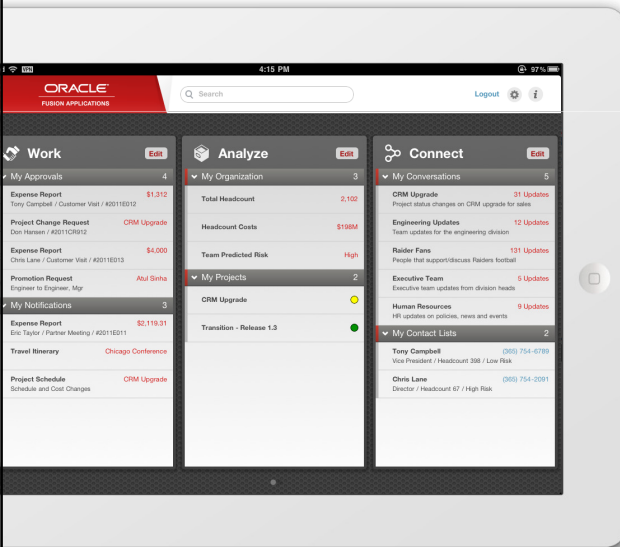 VPN
4:15 PM
97%
ORACLE
FUSION APPLICATIONS
Search
Logout
i
Work
Edit
My Approvals 4
Expense Report $1,312
Tony Campbell / Customer Visit / #2011E012
Project Change Request CRM Upgrade
Don Hansen / #2011CR912
Expense Report $4,000
Chris Lane / Customer Visit / #2011E013
Promotion Request Atul Sinha
Engineer to Engineer, Mgr
My Notifications 3
Expense Report $2,119.31
Eric Taylor / Partner Meeting / #2011E011
Travel Itinerary Chicago Conference
Project Schedule CRM Upgrade
Schedule and Cost Changes
Analyze
Edit
My Organization 3
Total Headcount 2,102
Headcount Costs $198M
Team Predicted Risk High
My Projects 2
CRM Upgrade
Transition - Release 1.3
Connect
Edit
My Conversations 5
CRM Upgrade 31 Updates
Project status changes on CRM upgrade for sales
Engineering Updates 12 Updates
Team updates for the engineering division
Raider Fans 131 Updates
People that support/discuss Raiders football
Executive Team 5 Updates
Executive team updates from division heads
Human Resources 9 Updates
HR updates on policies, news and events
My Contact Lists 2
Tony Campbell (365) 754-6789
Vice President / Headcount 398 / Low Risk
Chris Lane (365) 754-2091
Director / Headcount 67 / High Risk